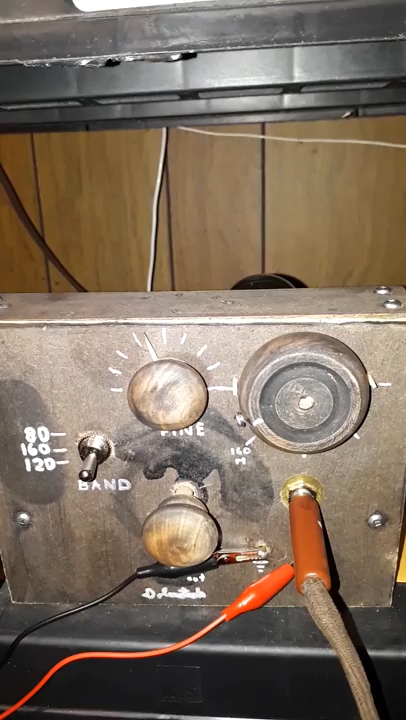 80-
160-
120-
BAND
FINE
160
M